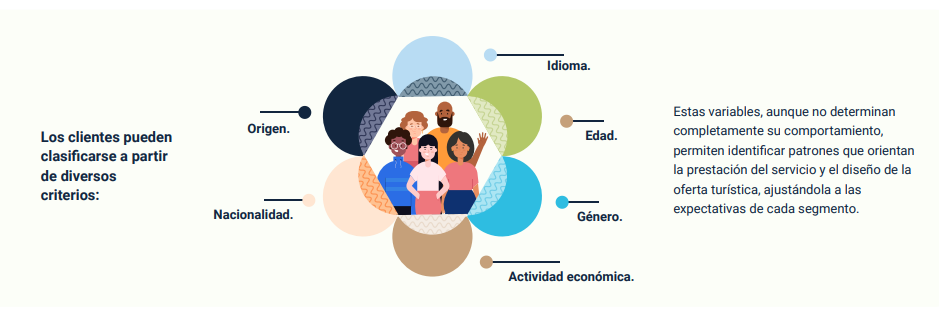 Los clientes pueden
clasificarse a partir
de diversos
criterios:
Idioma.
Origen.
Edad.
Nacionalidad.
Género.
Actividad económica.
Estas variables, aunque no determinan
completamente su comportamiento,
permiten identificar patrones que orientan
la prestación del servicio y el diseño de la
oferta turística, ajustándola a las
expectativas de cada segmento.